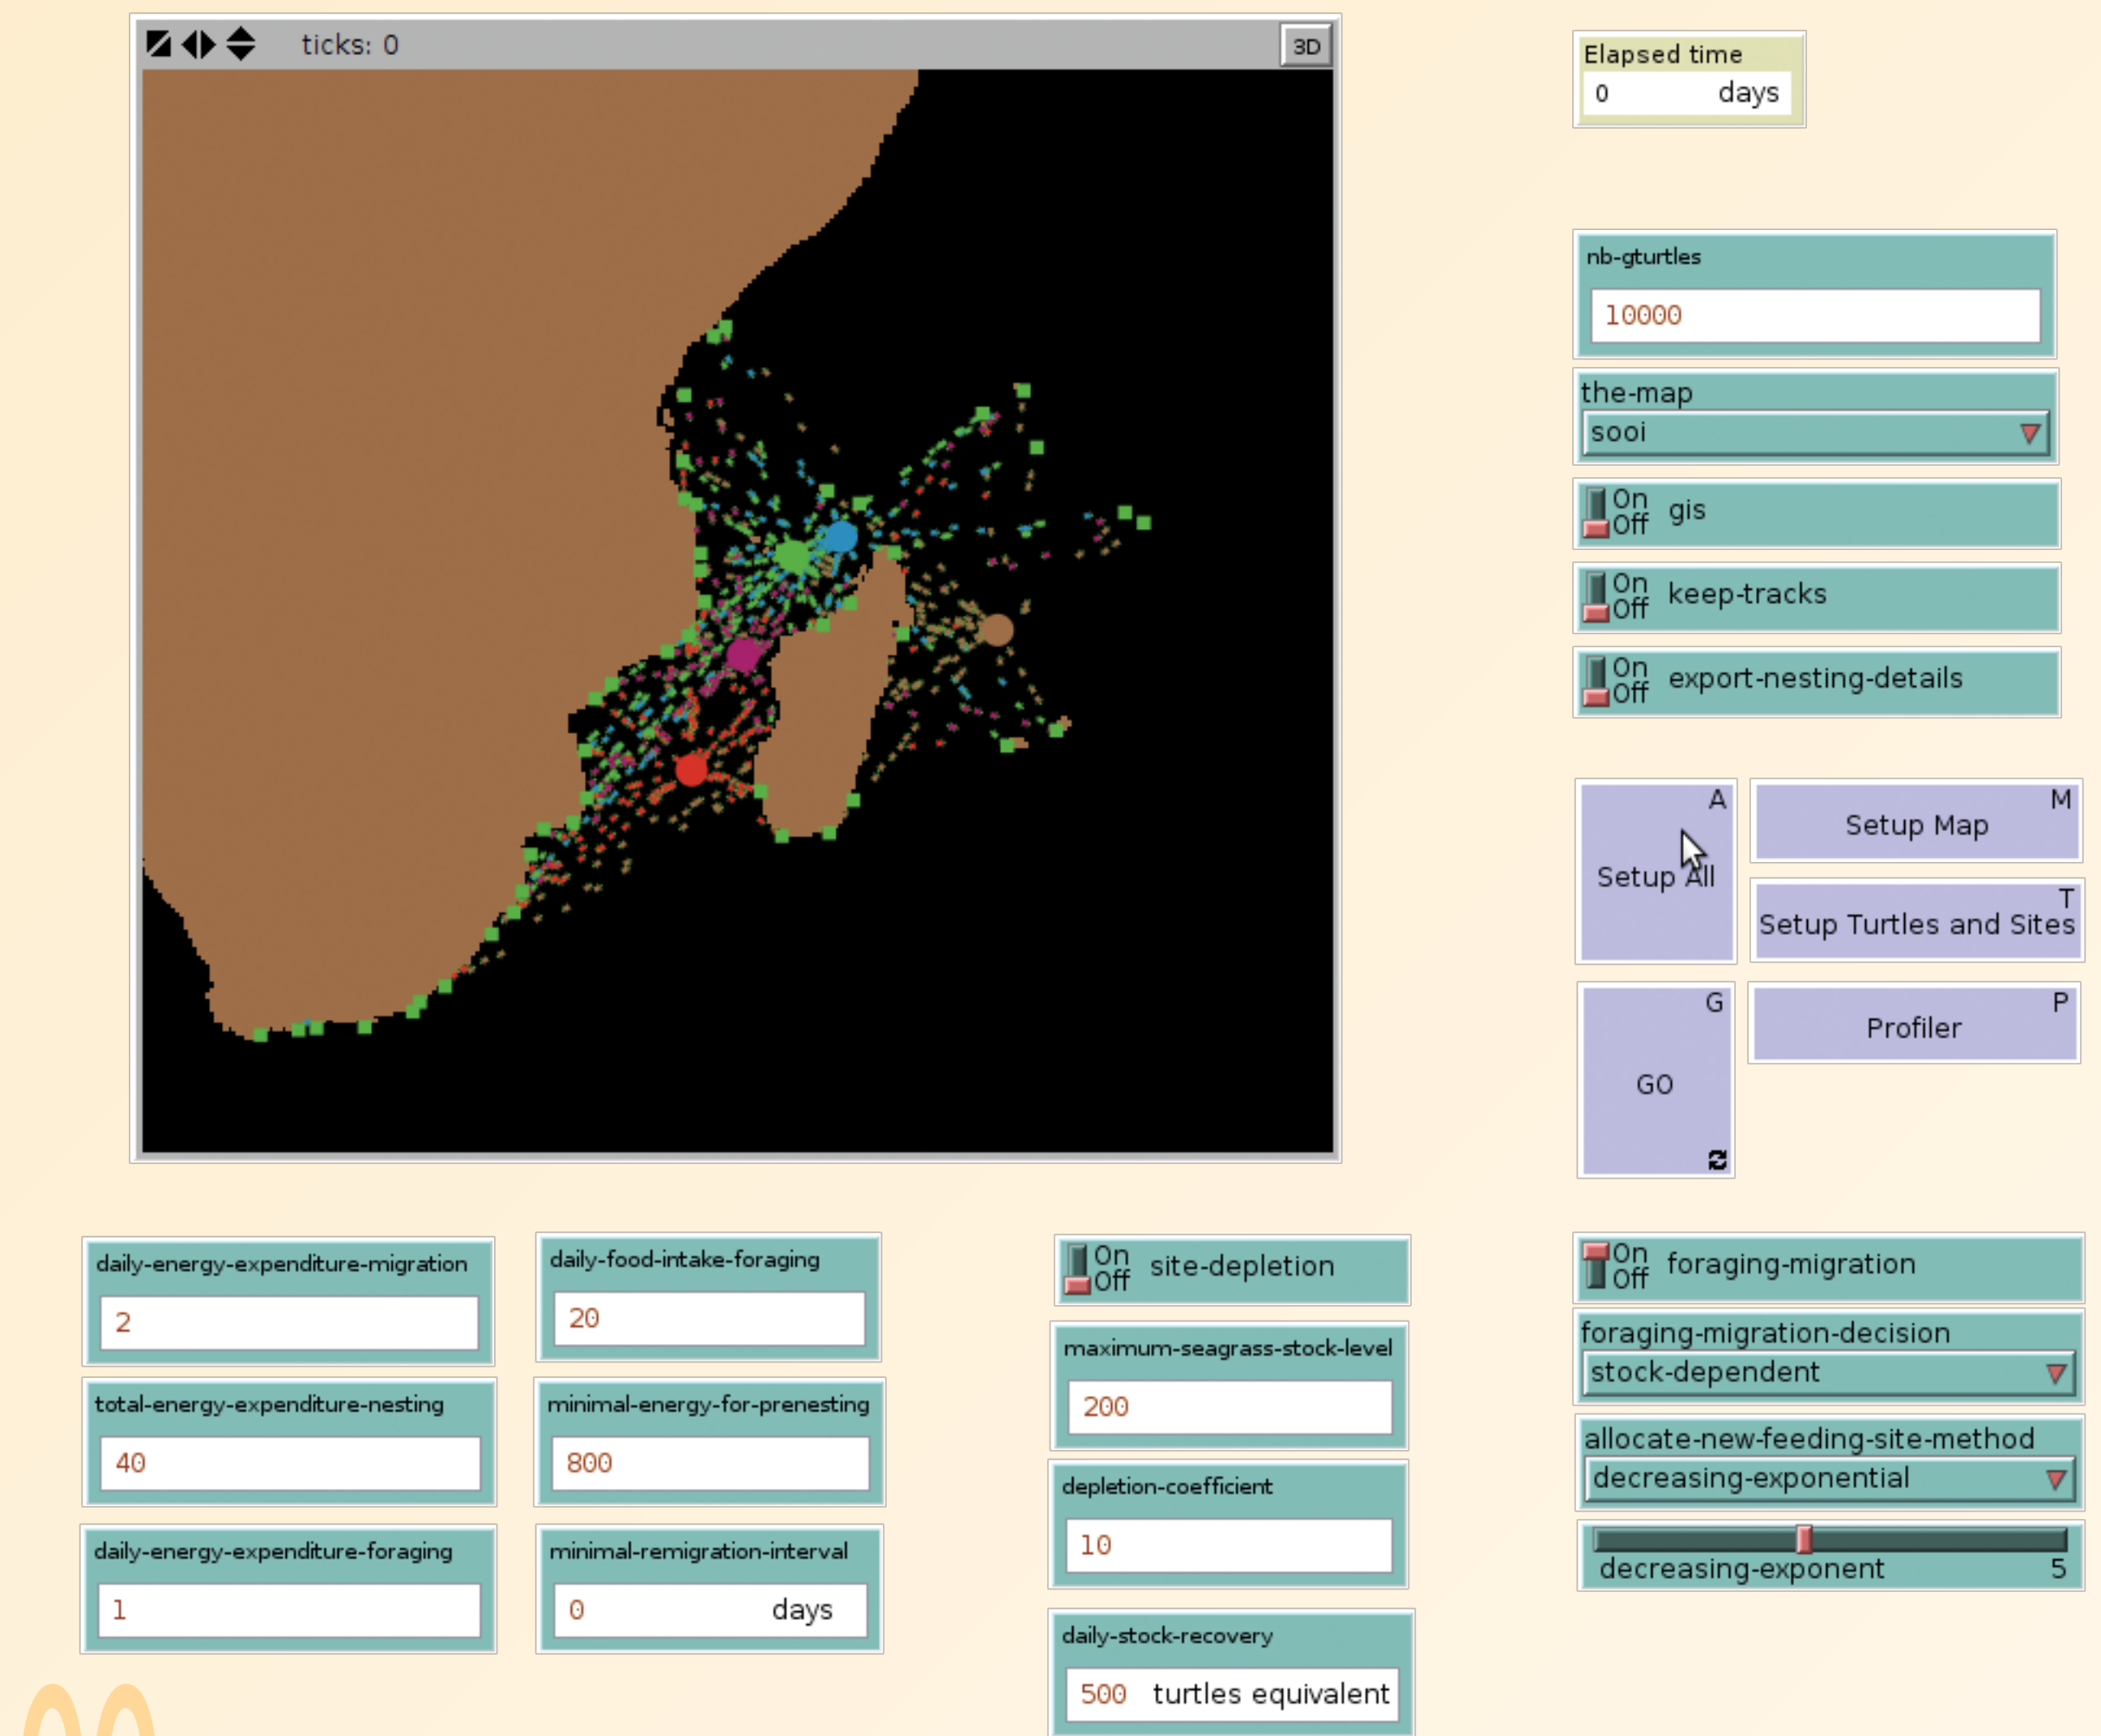 ticks: 0
3D
Elapsed time
0 days
nb-gturtles
10000
the-map
sooi
On
Off
gis
On
Off
keep-tracks
On
Off
export-nesting-details
A
Setup All
M
Setup Map
T
Setup Turtles and Sites
G
GO
P
Profiler
daily-energy-expenditure-migration
2
total-energy-expenditure-nesting
40
daily-energy-expenditure-foraging
1
daily-food-intake-foraging
20
minimal-energy-for-prenesting
800
minimal-remigration-interval
0 days
On
Off
site-depletion
maximum-seagrass-stock-level
200
depletion-coefficient
10
daily-stock-recovery
500 turtles equivalent
On
Off
foraging-migration
foraging-migration-decision
stock-dependent
allocate-new-feeding-site-method
decreasing-exponential
decreasing-exponent 5